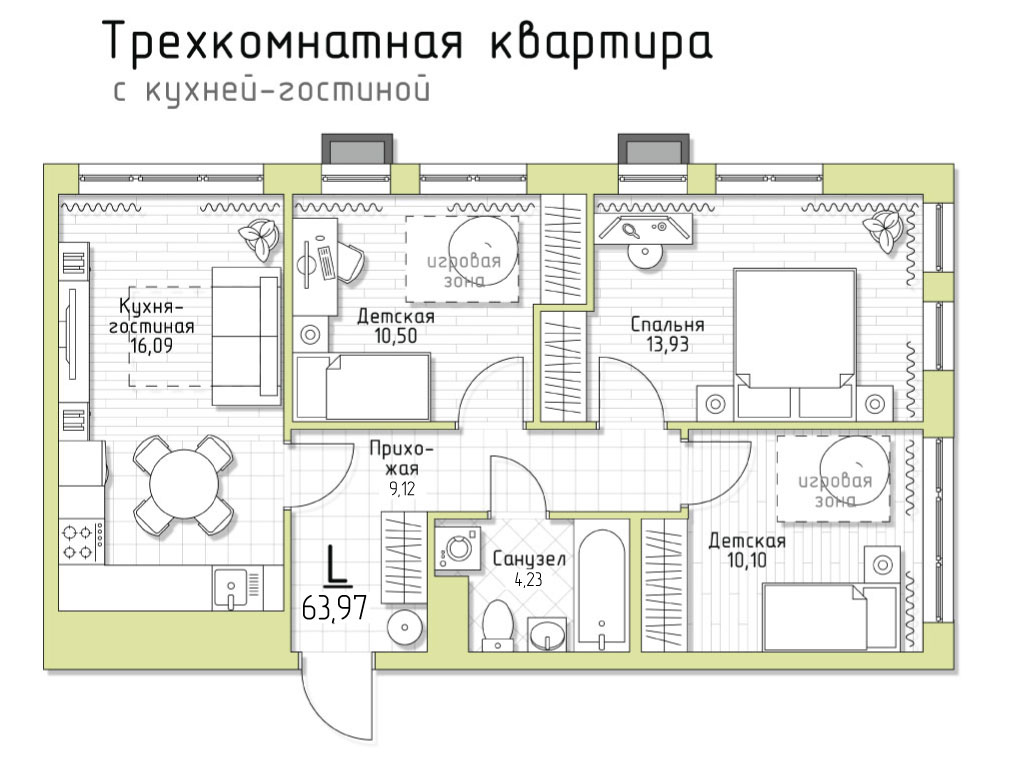 Трехкомнатная квартира
с кухней-гостиной
игровая
зона
Кухня-
гостиная
16,09
Детская
10,50
Спальня
13,93
Прихо-
жая
9,12
игровая
зона
Детская
10,10
Санузел
4,23
L
63,97